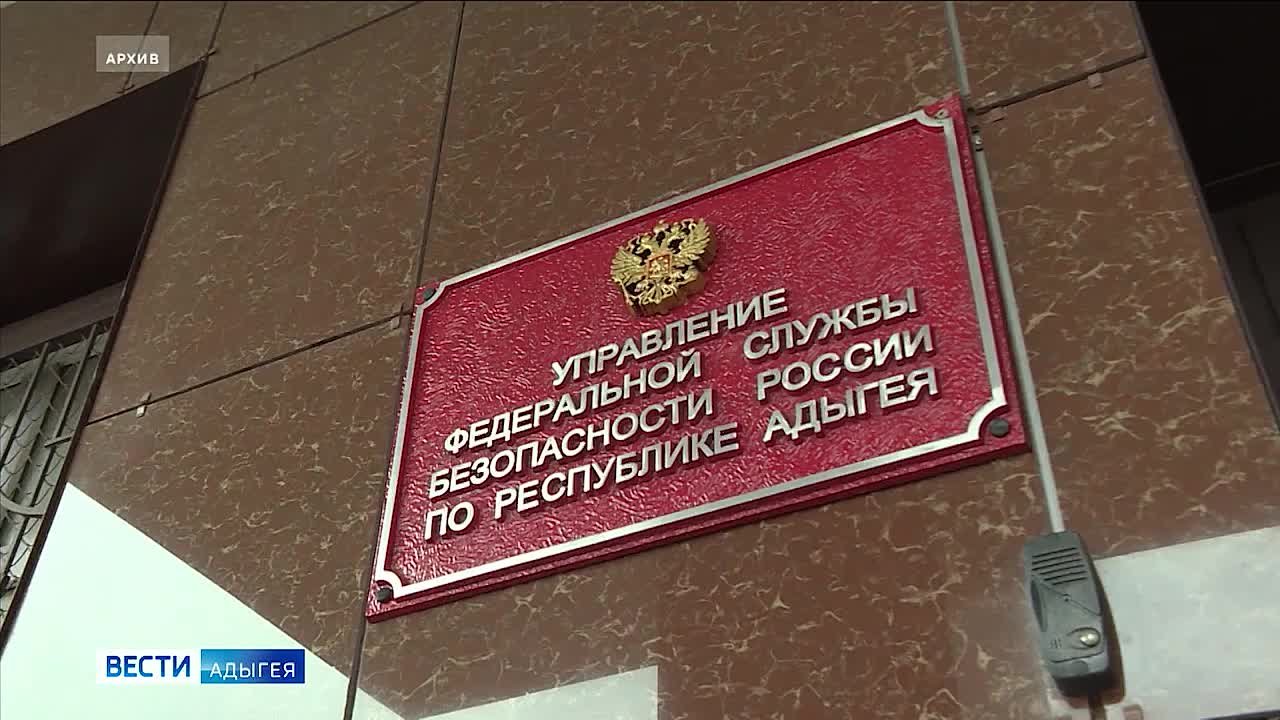 АРХИВ
УПРАВЛЕНИЕ
ФЕДЕРАЛЬНОЙ СЛУЖБЫ
БЕЗОПАСНОСТИ РОССИИ
ПО РЕСПУБЛИКЕ АДЫГЕЯ
ВЕСТИ АДЫГЕЯ